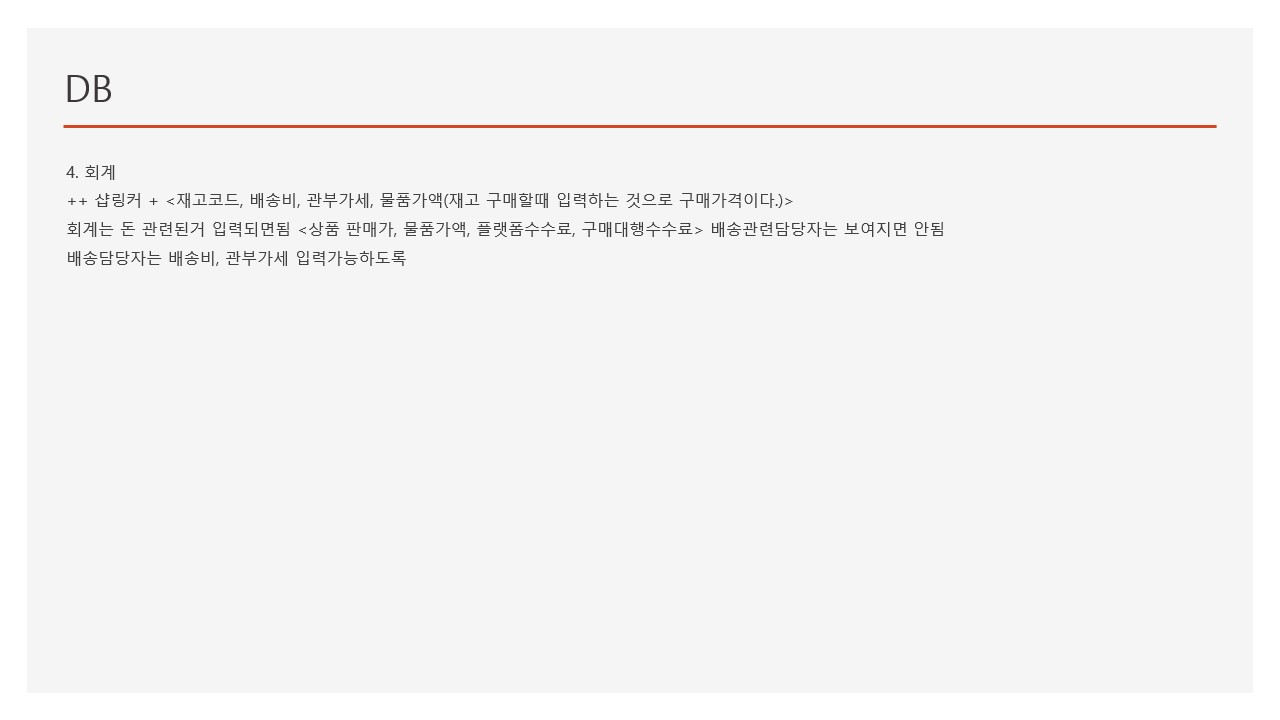 DB
4. 회계
++ 샵링커 + <재고코드, 배송비, 관부가세, 물품가액(재고 구매할때 입력하는 것으로 구매가격이다.)>
회계는 돈 관련된거 입력되면됨 <상품 판매가, 물품가액, 플랫폼수수료, 구매대행수수료> 배송관련담당자는 보여지면 안됨
배송담당자는 배송비, 관부가세 입력가능하도록